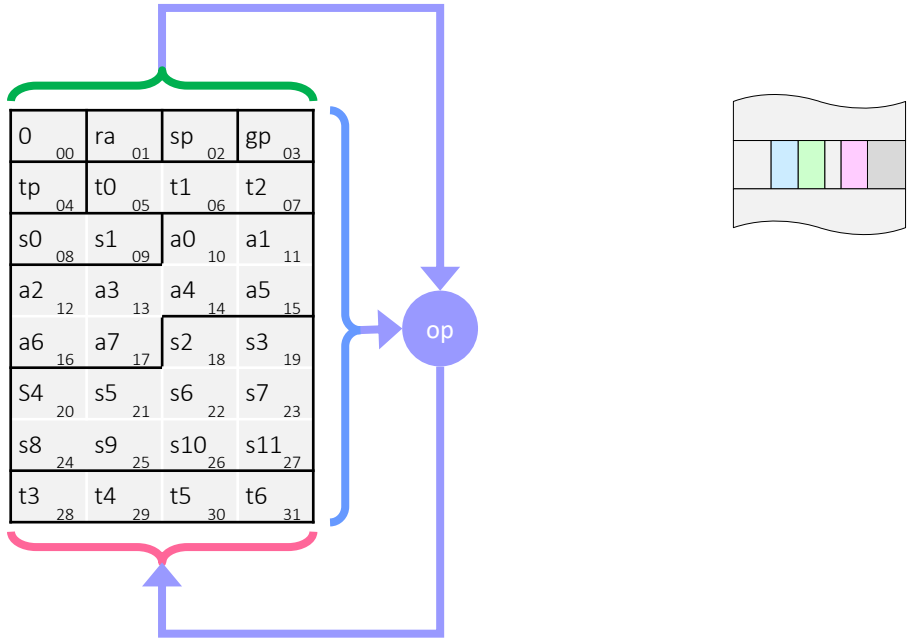 0 00 ra 01 sp 02 gp 03
tp 04 t0 05 t1 06 t2 07
s0 08 s1 09 a0 10 a1 11
a2 12 a3 13 a4 14 a5 15
a6 16 a7 17 s2 18 s3 19
op
S4 20 s5 21 s6 22 s7 23
s8 24 s9 25 s10 26 s11 27
t3 28 t4 29 t5 30 t6 31